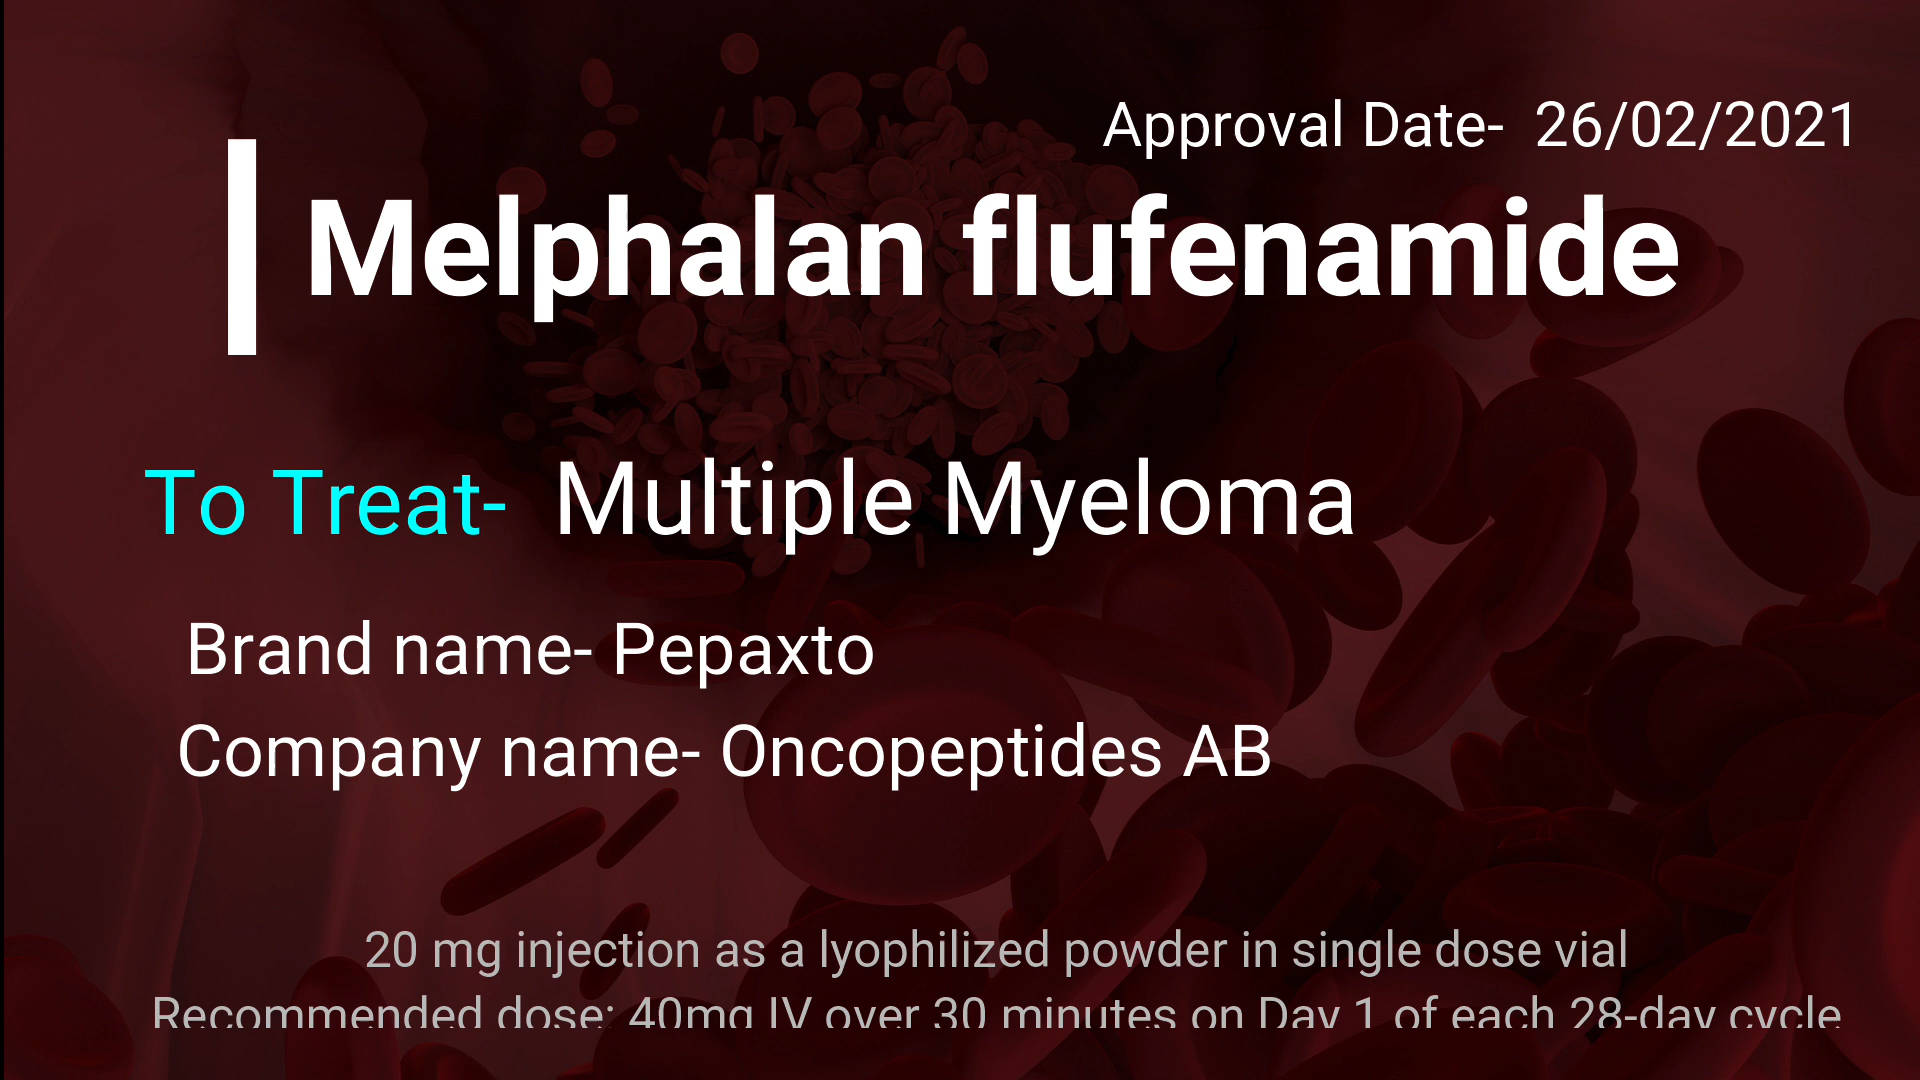 Approval Date- 26/02/2021
Melphalan flufenamide
To Treat- Multiple Myeloma
Brand name- Pepaxto
Company name- Oncopeptides AB
20 mg injection as a lyophilized powder in single dose vial
Recommended dose: 40mg IV over 30 minutes on Day 1 of each 28-day cycle